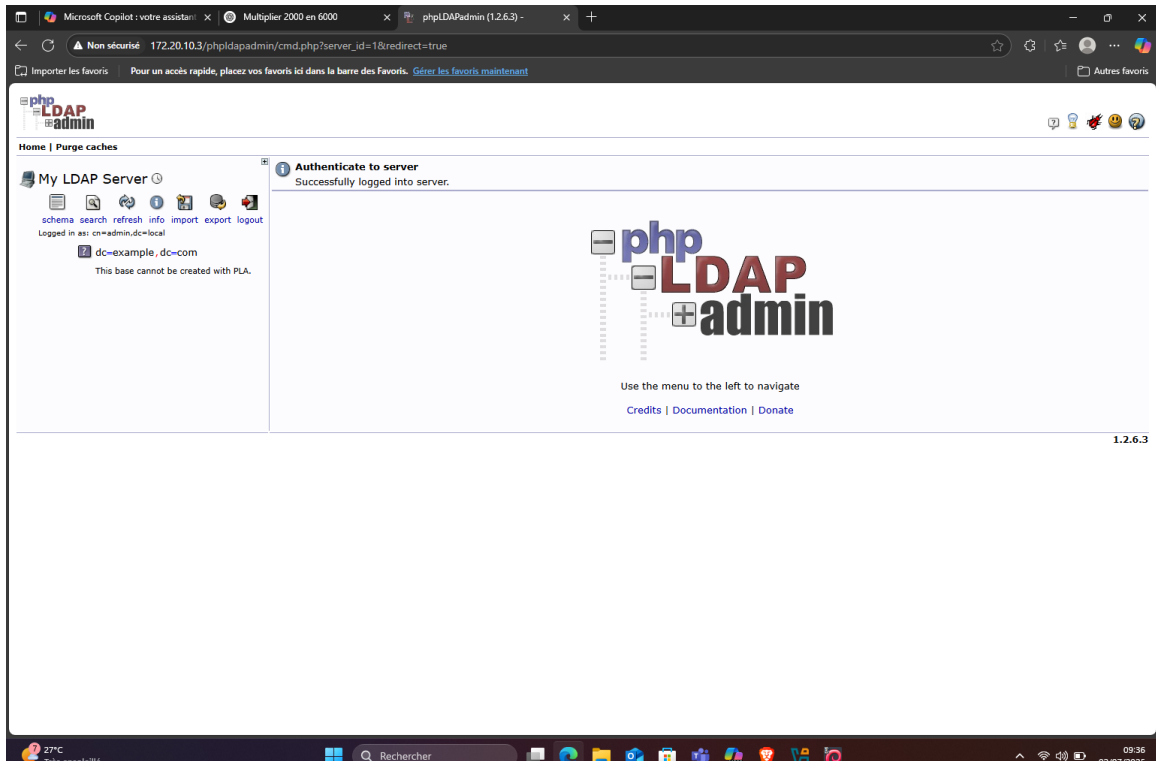 Microsoft Copilot : votre assistant
Multiplier 2000 en 6000
phpLDAPadmin (1.2.6.3) -
Non sécurisé 172.20.10.3/phpldapadmin/cmd.php?server_id=1&redirect=true
Importer les favoris Pour un accès rapide, placez vos favoris ici dans la barre des Favoris. Gérer les favoris maintenant
Autres favoris
php
LDAP
admin
Home | Purge caches
My LDAP Server
schema search refresh info import export logout
Logged in as: cn=admin,dc=local
dc=example,dc=com
This base cannot be created with PLA.
Authenticate to server
Successfully logged into server.
php
LDAP
admin
Use the menu to the left to navigate
Credits | Documentation | Donate
1.2.6.3
7
27°C
Rechercher
09:36